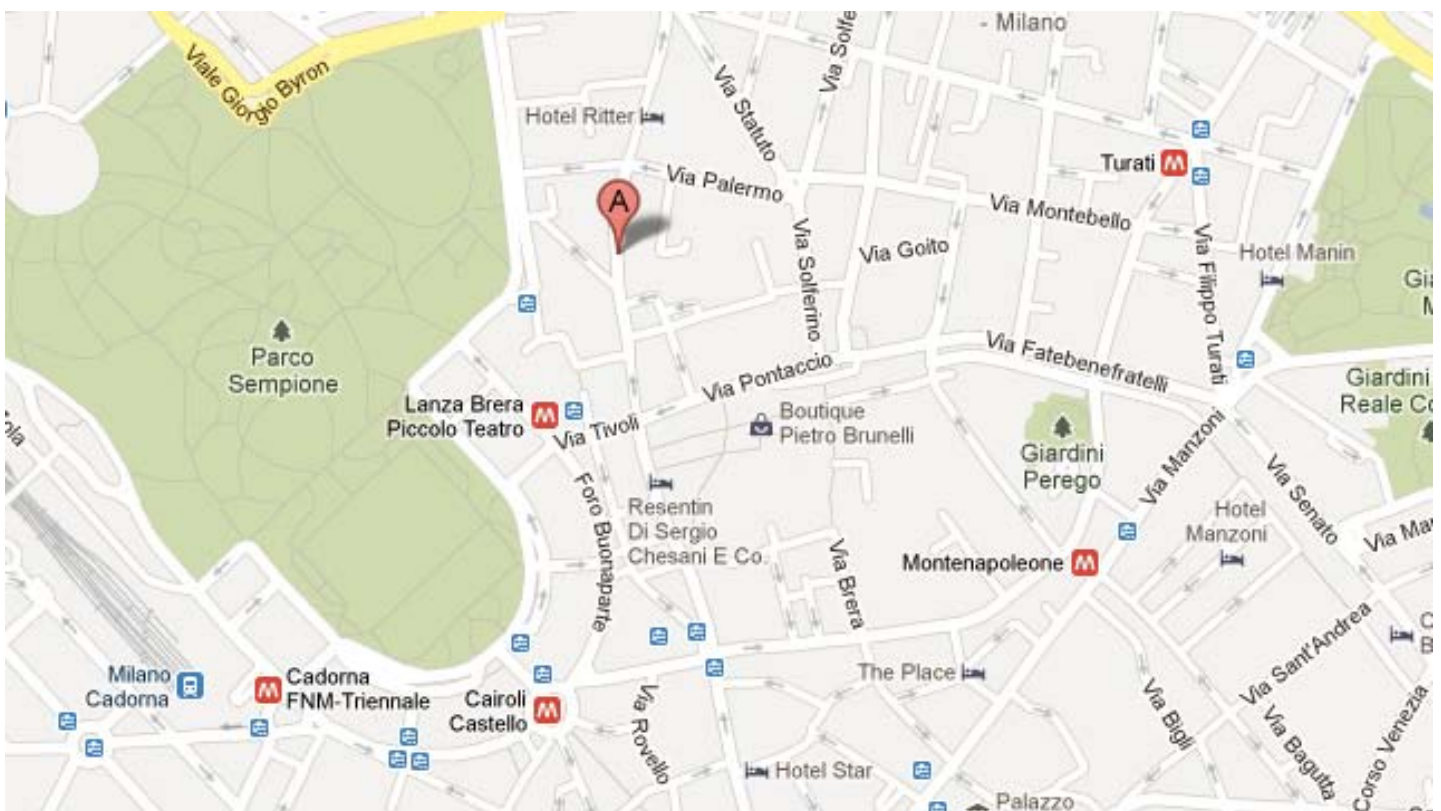 - Milano
Viale Giorgio Byron
Via Solfe
Via Statuto
Hotel Ritter
Turati
Via Palermo
A
Via Montebello
Via Goito
Via Solferino
Via Filippo Turati
Hotel Manin
Gia
M
Parco
Sempione
Via Fatebenefratelli
Via Pontaccio
Giardini
Reale Co
Lanza Brera
Piccolo Teatro
Via Tivoli
Boutique
Pietro Brunelli
Giardini
Perego
Via Manzoni
ola
Foro Buonaparte
Resentin
Di Sergio
Chesani E Co.
Hotel
Manzoni
Via Senato
Via Mar
Via Brera
Montenapoleone
Via Sant'Andrea
C
B
Milano
Cadorna
Cadorna
FNM-Triennale
Cairoli
Castello
Via Rovello
The Place
Via Bigli
Via Bagutta
Corso Venezia
Hotel Star
Palazzo